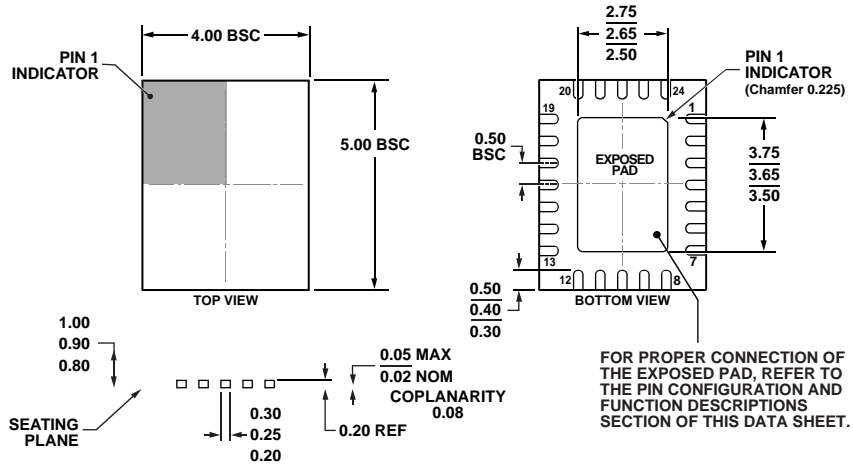 4.00 BSC
PIN 1
INDICATOR
5.00 BSC
TOP VIEW
2.75
2.65
2.50
PIN 1
INDICATOR
(Chamfer 0.225)
20
24
19
1
0.50
BSC
EXPOSED
PAD
3.75
3.65
3.50
13
7
12
8
0.50
0.40
0.30
BOTTOM VIEW
1.00
0.90
0.80
0.05 MAX
0.02 NOM
COPLANARITY
0.08
SEATING
PLANE
0.30
0.25
0.20
0.20 REF
FOR PROPER CONNECTION OF
THE EXPOSED PAD, REFER TO
THE PIN CONFIGURATION AND
FUNCTION DESCRIPTIONS
SECTION OF THIS DATA SHEET.